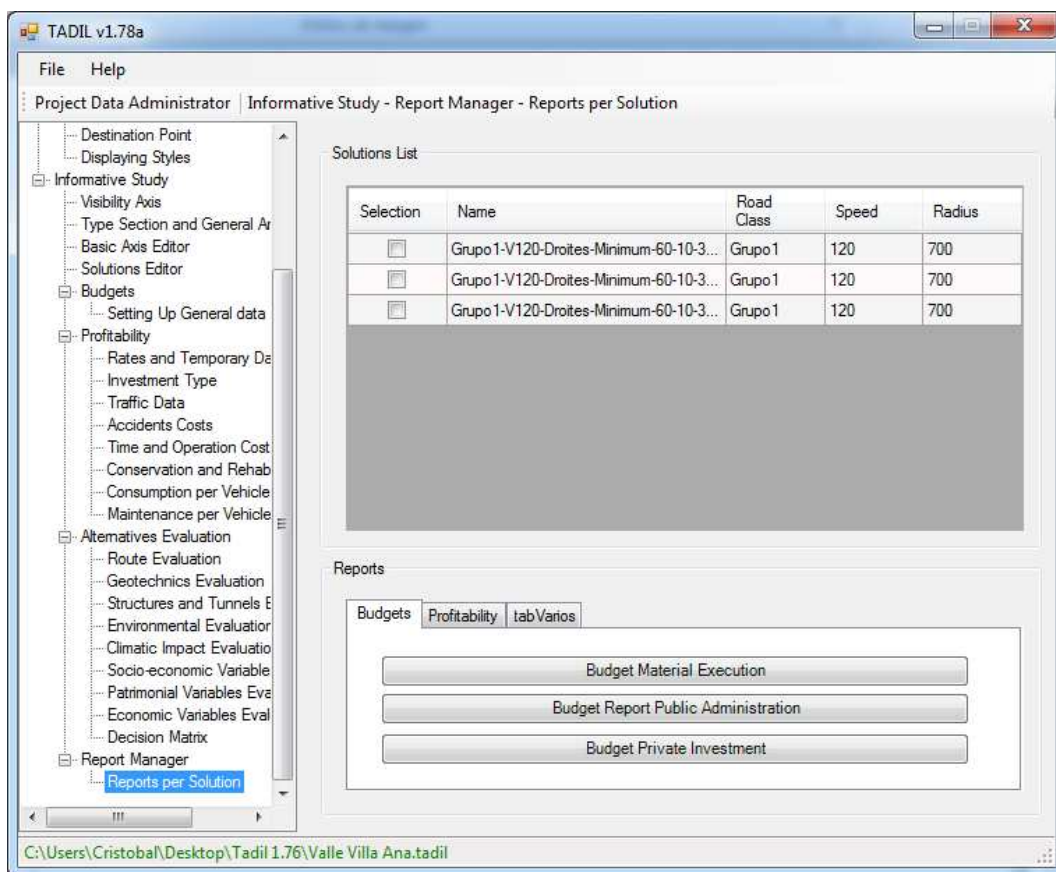 TADIL v1.78a
File Help
Project Data Administrator Informative Study - Report Manager - Reports per Solution
Destination Point
Displaying Styles
Informative Study
Visibility Axis
Type Section and General Ar
Basic Axis Editor
Solutions Editor
Budgets
Setting Up General data
Profitability
Rates and Temporary Da
Investment Type
Traffic Data
Accidents Costs
Time and Operation Cost
Conservation and Rehab
Consumption per Vehicle
Maintenance per Vehicle
Alternatives Evaluation
Route Evaluation
Geotechnics Evaluation
Structures and Tunnels E
Environmental Evaluation
Climatic Impact Evaluatio
Socio-economic Variable
Patrimonial Variables Eva
Economic Variables Eval
Decision Matrix
Report Manager
Reports per Solution
Solutions List
Selection Name Road Class Speed Radius
Grupo1-V120-Droites-Minimum-60-10-3... Grupo1 120 700
Grupo1-V120-Droites-Minimum-60-10-3... Grupo1 120 700
Grupo1-V120-Droites-Minimum-60-10-3... Grupo1 120 700
Reports
Budgets Profitability tabVarios
Budget Material Execution
Budget Report Public Administration
Budget Private Investment
C:\Users\Cristobal\Desktop\Tadil 1.76\Valle Villa Ana.tadil